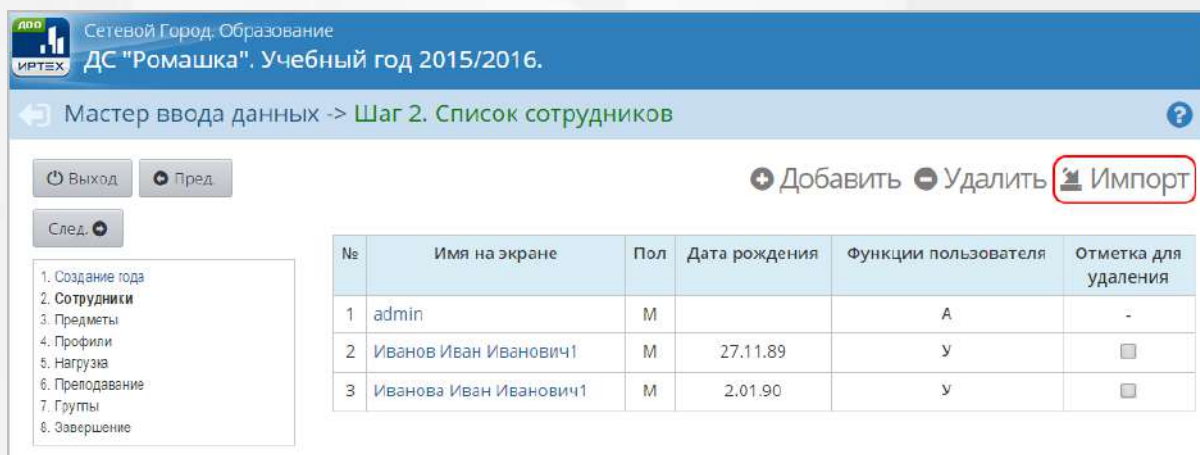 ДОО
ИРТЕХ
Сетевой Город. Образование
ДС "Ромашка". Учебный год 2015/2016.
Мастер ввода данных -> Шаг 2. Список сотрудников
?
Выход Пред.
След.
Добавить Удалить Импорт
1. Создание года
2. Сотрудники
3. Предметы
4. Профили
5. Нагрузка
6. Преподавание
7. Группы
8. Завершение
№ Имя на экране Пол Дата рождения Функции пользователя Отметка для
удаления
1 admin М А -
2 Иванов Иван Иванович1 М 27.11.89 У
3 Иванова Иван Иванович1 М 2.01.90 У